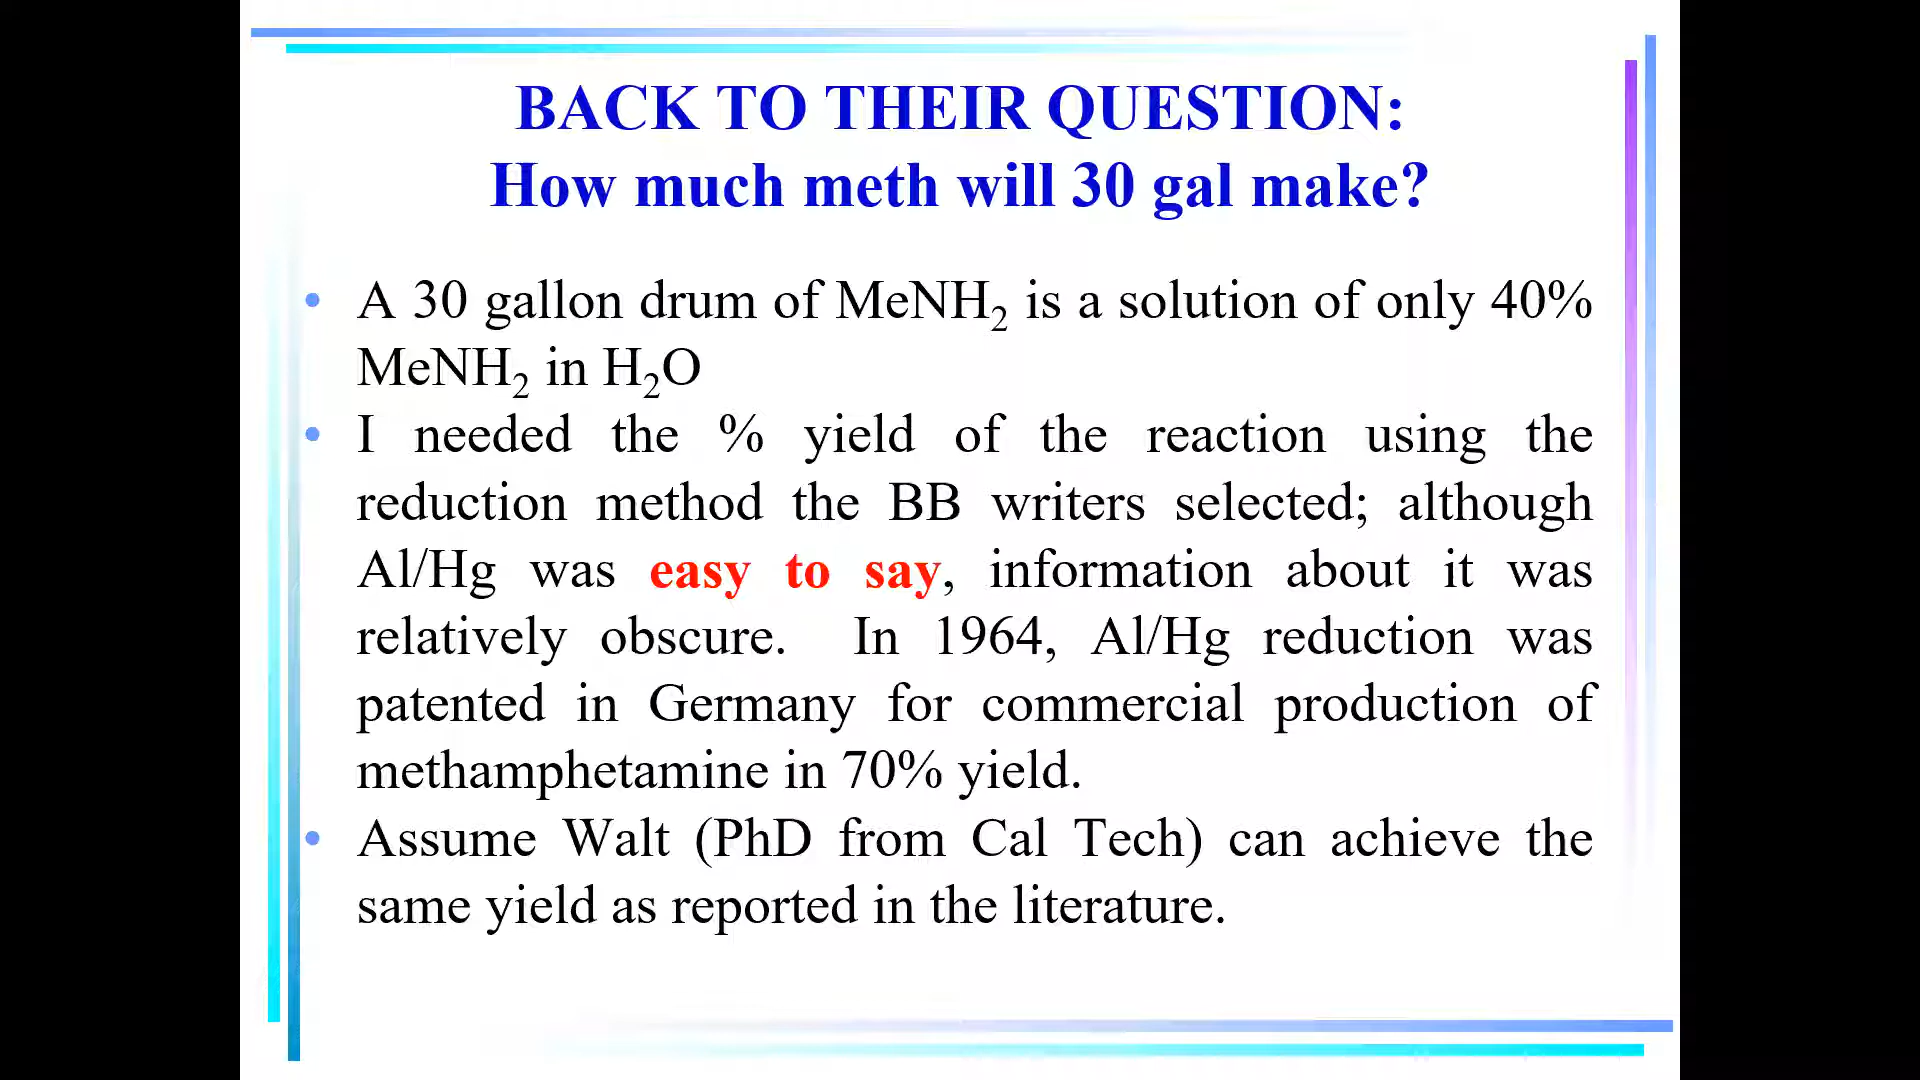 BACK TO THEIR QUESTION:
How much meth will 30 gal make?
• A 30 gallon drum of MeNH₂ is a solution of only 40%
MeNH₂ in H₂O
• I needed the % yield of the reaction using the
reduction method the BB writers selected; although
Al/Hg was easy to say, information about it was
relatively obscure. In 1964, Al/Hg reduction was
patented in Germany for commercial production of
methamphetamine in 70% yield.
• Assume Walt (PhD from Cal Tech) can achieve the
same yield as reported in the literature.